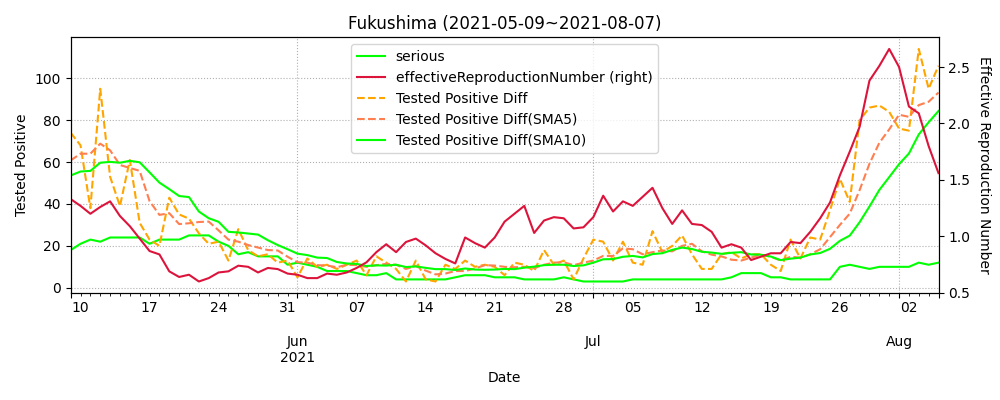 Fukushima (2021-05-09~2021-08-07)
serious
effectiveReproductionNumber (right)
Tested Positive Diff
Tested Positive Diff(SMA5)
Tested Positive Diff(SMA10)
Tested Positive
100
80
60
40
20
0
2.5
2.0
1.5
1.0
0.5
Effective Reproduction Number
10 17 24 31 07 14 21 28 05 12 19 26 02
Jun Jul Aug
2021
Date